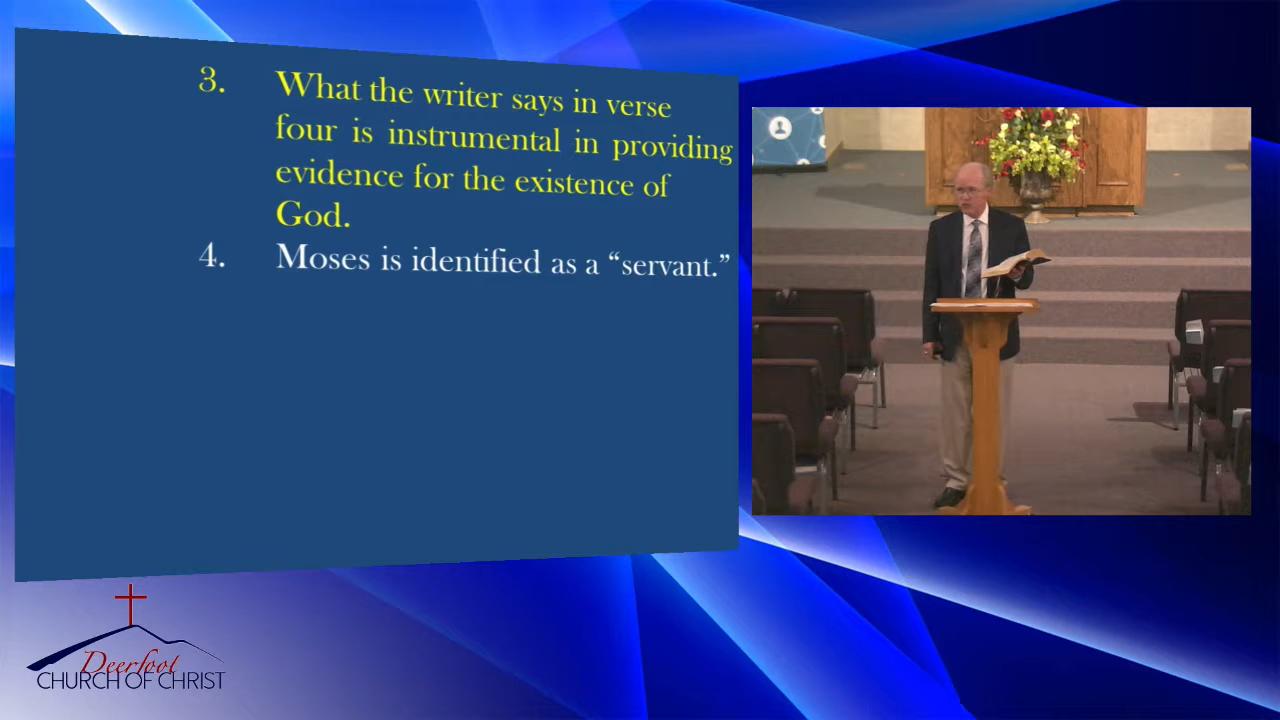 3. What the writer says in verse
four is instrumental in providing
evidence for the existence of
God.
4. Moses is identified as a “servant.”
Deerfoot
CHURCH OF CHRIST